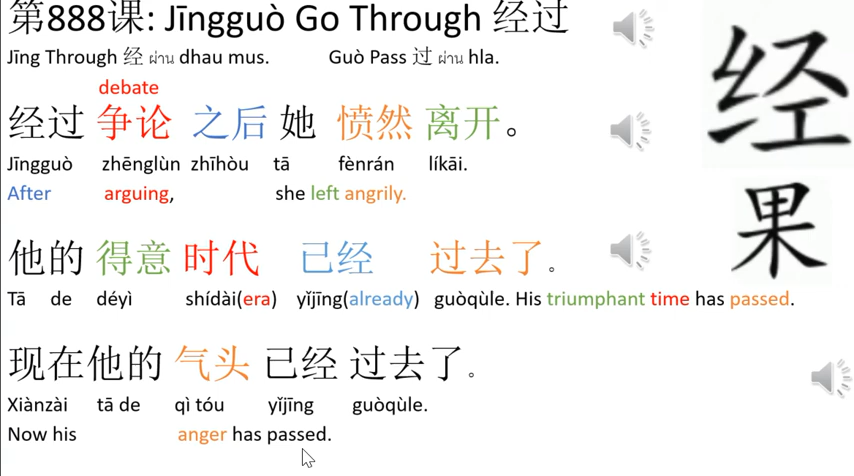 第888课: Jīngguò Go Through 经过
Jīng Through 经 ผ่าน dhau mus. Guò Pass 过 ผ่าน hla.
debate
经过 争论 之后 她 愤然 离开。
Jīngguò zhēnglùn zhīhòu tā fènrán líkāi.
After arguing, she left angrily.
他的 得意 时代 已经 过去了。
Tā de déyì shídài(era) yǐjīng(already) guòqùle. His triumphant time has passed.
现在他的 气头 已经 过去了。
Xiànzài tā de qì tóu yǐjīng guòqùle.
Now his anger has passed.
经
果